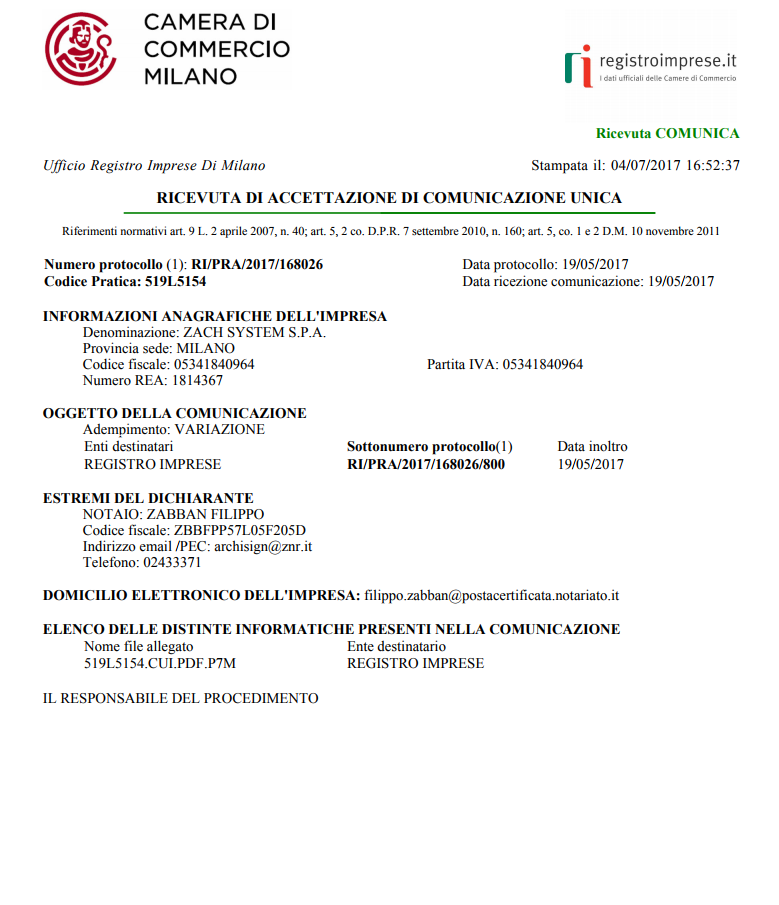 CAMERA DI
COMMERCIO
MILANO
registroimprese.it
I dati ufficiali delle Camere di Commercio
Ricevuta COMUNICA
Ufficio Registro Imprese Di Milano Stampata il: 04/07/2017 16:52:37
RICEVUTA DI ACCETTAZIONE DI COMUNICAZIONE UNICA
Riferimenti normativi art. 9 L. 2 aprile 2007, n. 40; art. 5, 2 co. D.P.R. 7 settembre 2010, n. 160; art. 5, co. 1 e 2 D.M. 10 novembre 2011
Numero protocollo (1): RI/PRA/2017/168026 Data protocollo: 19/05/2017
Codice Pratica: 519L5154 Data ricezione comunicazione: 19/05/2017
INFORMAZIONI ANAGRAFICHE DELL'IMPRESA
Denominazione: ZACH SYSTEM S.P.A.
Provincia sede: MILANO
Codice fiscale: 05341840964 Partita IVA: 05341840964
Numero REA: 1814367
OGGETTO DELLA COMUNICAZIONE
Adempimento: VARIAZIONE
Enti destinatari Sottonumero protocollo(1) Data inoltro
REGISTRO IMPRESE RI/PRA/2017/168026/800 19/05/2017
ESTREMI DEL DICHIARANTE
NOTAIO: ZABBAN FILIPPO
Codice fiscale: ZBBFPP57L05F205D
Indirizzo email /PEC: archisign@znr.it
Telefono: 02433371
DOMICILIO ELETTRONICO DELL'IMPRESA: filippo.zabban@postacertificata.notariato.it
ELENCO DELLE DISTINTE INFORMATICHE PRESENTI NELLA COMUNICAZIONE
Nome file allegato Ente destinatario
519L5154.CUI.PDF.P7M REGISTRO IMPRESE
IL RESPONSABILE DEL PROCEDIMENTO